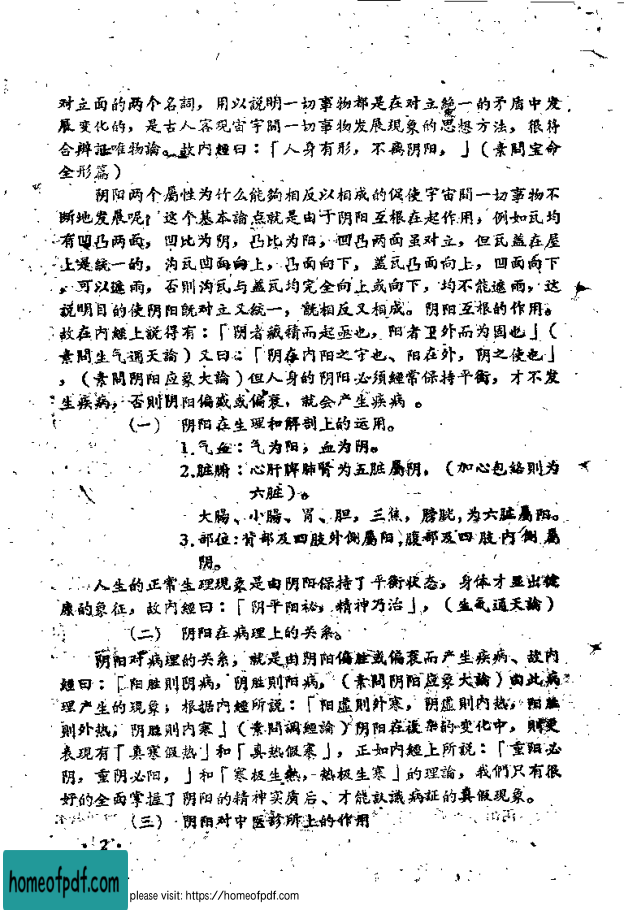 对立面的两个名詞，用以説明一切事物都是在对立統一的矛盾中发
展变化的，是古人客观宙宇間一切事物发展現象的思想方法，很符
合辨証唯物論。故内經曰：「人身有形，不离阴阳，」（素問宝命
全形篇）
阴阳两个屬性为什么能夠相反以相成的促使宇宙間一切事物不
断地发展呢？这个基本論点就是由于阴阳互根在起作用，例如瓦均
有凹凸两面，凹比为阴，凸比为阳，凹凸两面虽对立，但瓦盖在屋
上是統一的，沟瓦凹面向上，凸面向下，盖瓦凸面向上，凹面向下
，可以遮雨，否則沟瓦与盖瓦均完全向上或向下，均不能遮雨，这
説明目的使阴阳既对立又統一，既相反又相成。阴阳互根的作用。
故在内經上説得有：「阴者藏精而起亟也，阳者卫外而为固也」（
素問生气通天論）又曰：「阴在内阳之守也、阳在外，阴之使也」
，（素問阴阳应象大論）但人身的阴阳必須經常保持平衡，才不发
生疾病，否則阴阳偏或或偏衰，就会产生疾病。
（一） 阴阳在生理和解剖上的运用。
1.气血：气为阳，血为阴。
2.脏腑：心肝脾肺腎为五脏屬阴，（加心包絡則为
六脏）。
大腸、小腸、胃、胆，三焦，膀胱，为六脏屬阳。
3.部位：背部及四肢外側屬阳，腹部及四肢内側屬
阴。
人生的正常生理現象是由阴阳保持了平衡状态，身体才显出健
康的象征，故内經曰：「阴平阳祕，精神乃治」，（生氣通天論）
（二） 阴阳在病理上的关系。
阴阳对病理的关系，就是由阴阳偏胜或偏衰而产生疾病、故内
經曰：「阳胜則阴病，阴胜則阳病，（素問阴阳应象大論）由此病
理产生的現象，根据内經所説：「阳虚則外寒，阴虚則内热，阳胜
則外热，阴胜則内寒」（素問調經論）阴阳在复杂的变化中，則更
表現有「真寒假热」和「真热假寒」，正如内經上所説：「重阳必
阴，重阴必阳，」和「寒极生熱，热极生寒」的理論，我們只有很
好的全面掌握了阴阳的精神实质后、才能認識病証的真假現象。
（三） 阴阳对中医診所上的作用
·2·
homeofpdf.com
please visit: https://homeofpdf.com